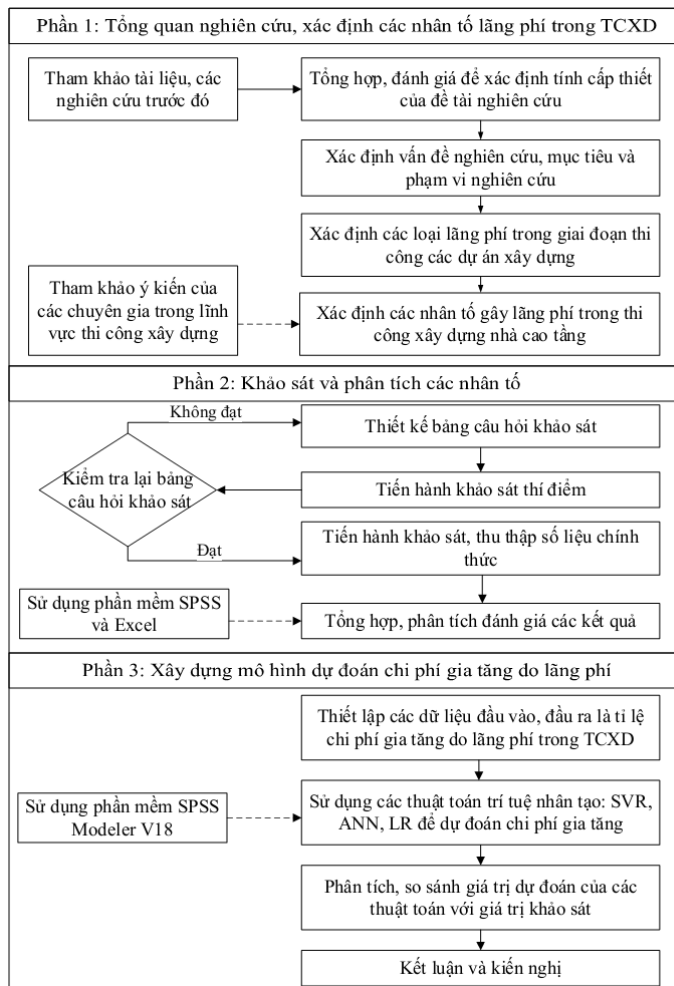 Phần 1: Tổng quan nghiên cứu, xác định các nhân tố lãng phí trong TCXD
Tham khảo tài liệu, các
nghiên cứu trước đó
Tổng hợp, đánh giá để xác định tính cấp thiết
của đề tài nghiên cứu
Xác định vấn đề nghiên cứu, mục tiêu và
phạm vi nghiên cứu
Xác định các loại lãng phí trong giai đoạn thi
công các dự án xây dựng
Tham khảo ý kiến của
các chuyên gia trong lĩnh
vực thi công xây dựng
Xác định các nhân tố gây lãng phí trong thi
công xây dựng nhà cao tầng
Phần 2: Khảo sát và phân tích các nhân tố
Không đạt
Thiết kế bảng câu hỏi khảo sát
Kiểm tra lại bảng
câu hỏi khảo sát
Tiến hành khảo sát thí điểm
Đạt
Tiến hành khảo sát, thu thập số liệu chính
thức
Sử dụng phần mềm SPSS
và Excel
Tổng hợp, phân tích đánh giá các kết quả
Phần 3: Xây dựng mô hình dự đoán chi phí gia tăng do lãng phí
Thiết lập các dữ liệu đầu vào, đầu ra là tỉ lệ
chi phí gia tăng do lãng phí trong TCXD
Sử dụng phần mềm SPSS
Modeler V18
Sử dụng các thuật toán trí tuệ nhân tạo: SVR,
ANN, LR để dự đoán chi phí gia tăng
Phân tích, so sánh giá trị dự đoán của các
thuật toán với giá trị khảo sát
Kết luận và kiến nghị